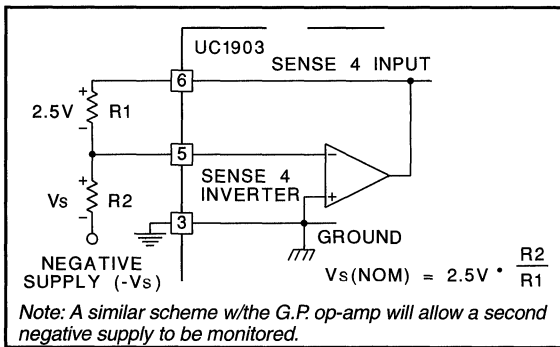 UC1903
SENSE 4 INPUT
6
+
2.5V R1
-
5
-
SENSE 4
INVERTER
+
+
Vs R2
-
3
GROUND
NEGATIVE
SUPPLY (-Vs)
Vs(NOM) = 2.5V • R2/R1
Note: A similar scheme w/the G.P. op-amp will allow a second
negative supply to be monitored.